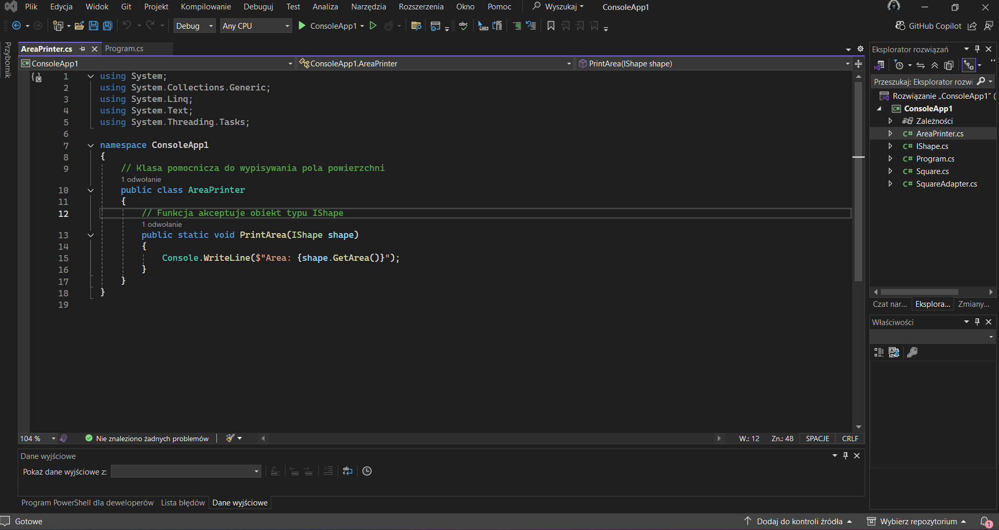 Plik Edycja Widok Git Projekt Kompilowanie Debuguj Test Analiza Narzędzia Rozszerzenia Okno Pomoc Wyszukaj ConsoleApp1
Debug Any CPU ConsoleApp1 GitHub Copilot
Przybornik
AreaPrinter.cs Program.cs
ConsoleApp1 ConsoleApp1.AreaPrinter PrintArea(IShape shape)
1 using System;
2 using System.Collections.Generic;
3 using System.Linq;
4 using System.Text;
5 using System.Threading.Tasks;
6
7 namespace ConsoleApp1
8 {
9 // Klasa pomocnicza do wypisywania pola powierzchni
1 odwołanie
10 public class AreaPrinter
11 {
12 // Funkcja akceptuje obiekt typu IShape
1 odwołanie
13 public static void PrintArea(IShape shape)
14 {
15 Console.WriteLine($"Area: {shape.GetArea()}");
16 }
17 }
18 }
19
104 % Nie znaleziono żadnych problemów W.: 12 Zn.: 48 SPACJE CRLF
Dane wyjściowe
Pokaż dane wyjściowe z:
Program PowerShell dla deweloperów Lista błędów Dane wyjściowe
Eksplorator rozwiązań
Przeszukaj: Eksplorator rozwi
Rozwiązanie „ConsoleApp1” (
ConsoleApp1
Zależności
C# AreaPrinter.cs
C# IShape.cs
C# Program.cs
C# Square.cs
C# SquareAdapter.cs
Czat nar... Eksplora... Zmiany...
Właściwości
Gotowe Dodaj do kontroli źródła Wybierz repozytorium 1